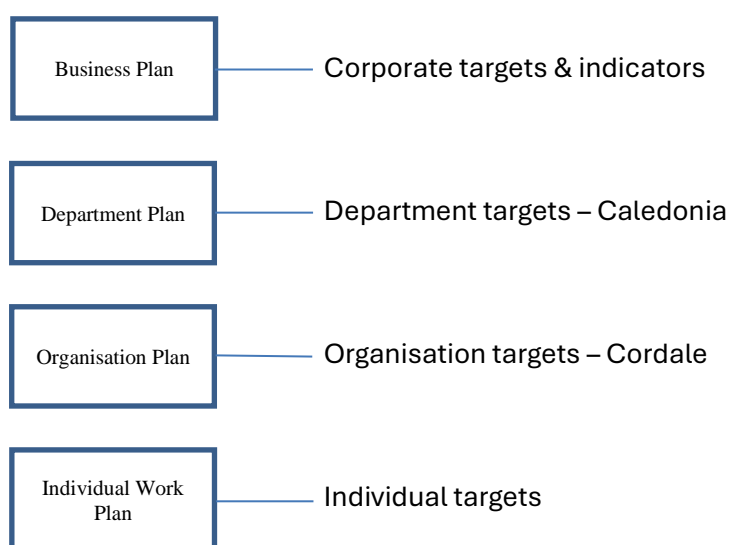 Business Plan
Corporate targets & indicators
Department Plan
Department targets – Caledonia
Organisation Plan
Organisation targets – Cordale
Individual Work
Plan
Individual targets